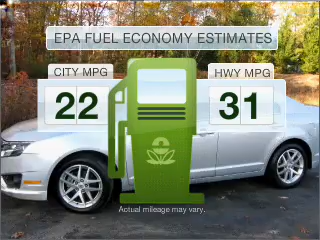 EPA FUEL ECONOMY ESTIMATES
CITY MPG
HWY MPG
22
31
Actual mileage may vary.